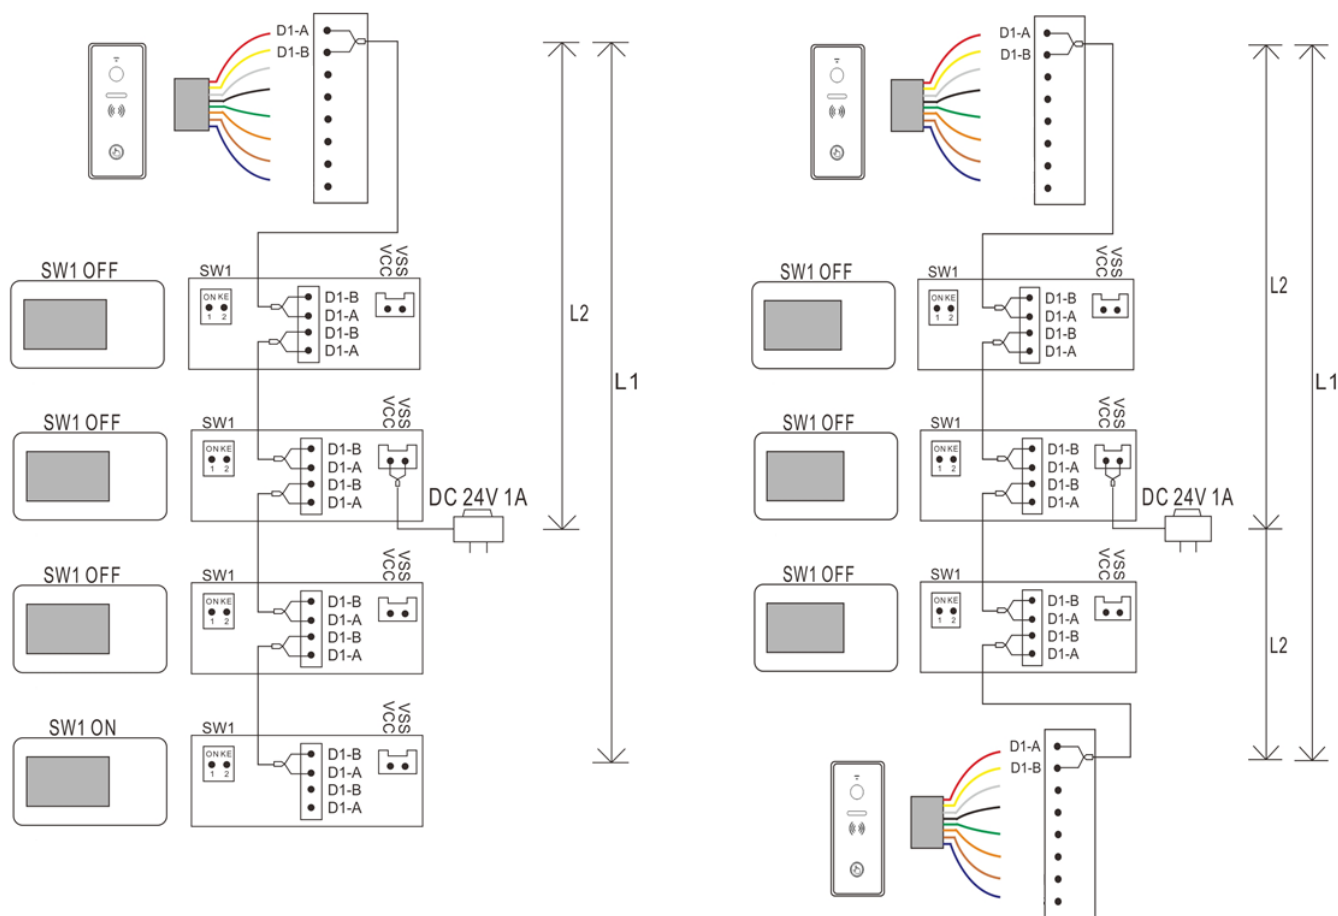 D1-A
D1-B
SW1 OFF
SW1
VCC
VSS
ON KE
1 2
D1-B
D1-A
D1-B
D1-A
SW1 OFF
SW1
VCC
VSS
ON KE
1 2
D1-B
D1-A
D1-B
D1-A
DC 24V 1A
SW1 OFF
SW1
VCC
VSS
ON KE
1 2
D1-B
D1-A
D1-B
D1-A
SW1 ON
SW1
VCC
VSS
ON KE
1 2
D1-B
D1-A
D1-B
D1-A
L2
L1
D1-A
D1-B
SW1 OFF
SW1
VCC
VSS
ON KE
1 2
D1-B
D1-A
D1-B
D1-A
SW1 OFF
SW1
VCC
VSS
ON KE
1 2
D1-B
D1-A
D1-B
D1-A
DC 24V 1A
SW1 OFF
SW1
VCC
VSS
ON KE
1 2
D1-B
D1-A
D1-B
D1-A
D1-A
D1-B
L2
L1
L2